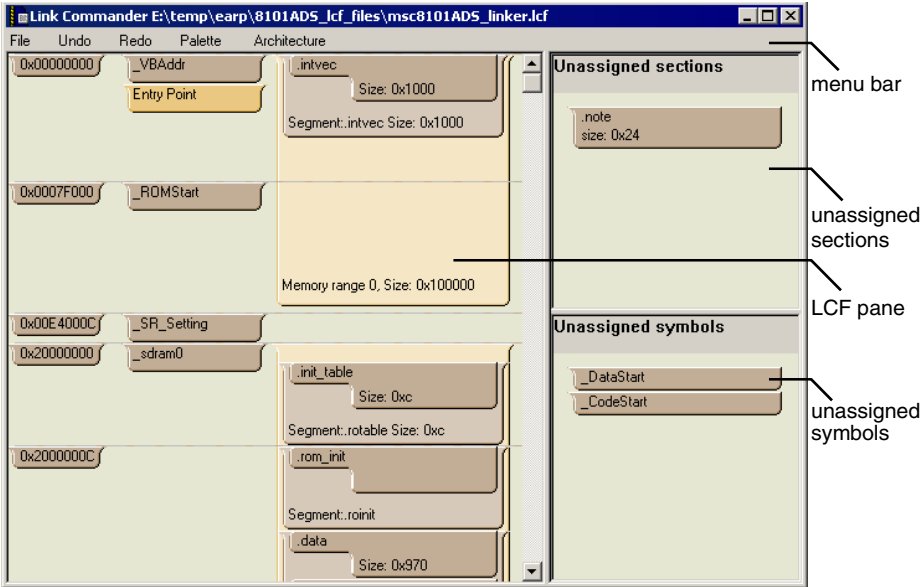 Link Commander E:\temp\earp\8101ADS_lcf_files\msc8101ADS_linker.lcf
File Undo Redo Palette Architecture
0x00000000 _VBAddr .intvec
Entry Point Size: 0x1000
Segment:.intvec Size: 0x1000
0x0007F000 _ROMStart
Memory range 0, Size: 0x100000
0x00E4000C _SR_Setting
0x20000000 _sdram0
.init_table
Size: 0xc
Segment:.rotable Size: 0xc
0x2000000C .rom_init
Segment:.roinit
.data
Size: 0x970
Unassigned sections
.note
size: 0x24
Unassigned symbols
_DataStart
_CodeStart
menu bar
unassigned
sections
LCF pane
unassigned
symbols